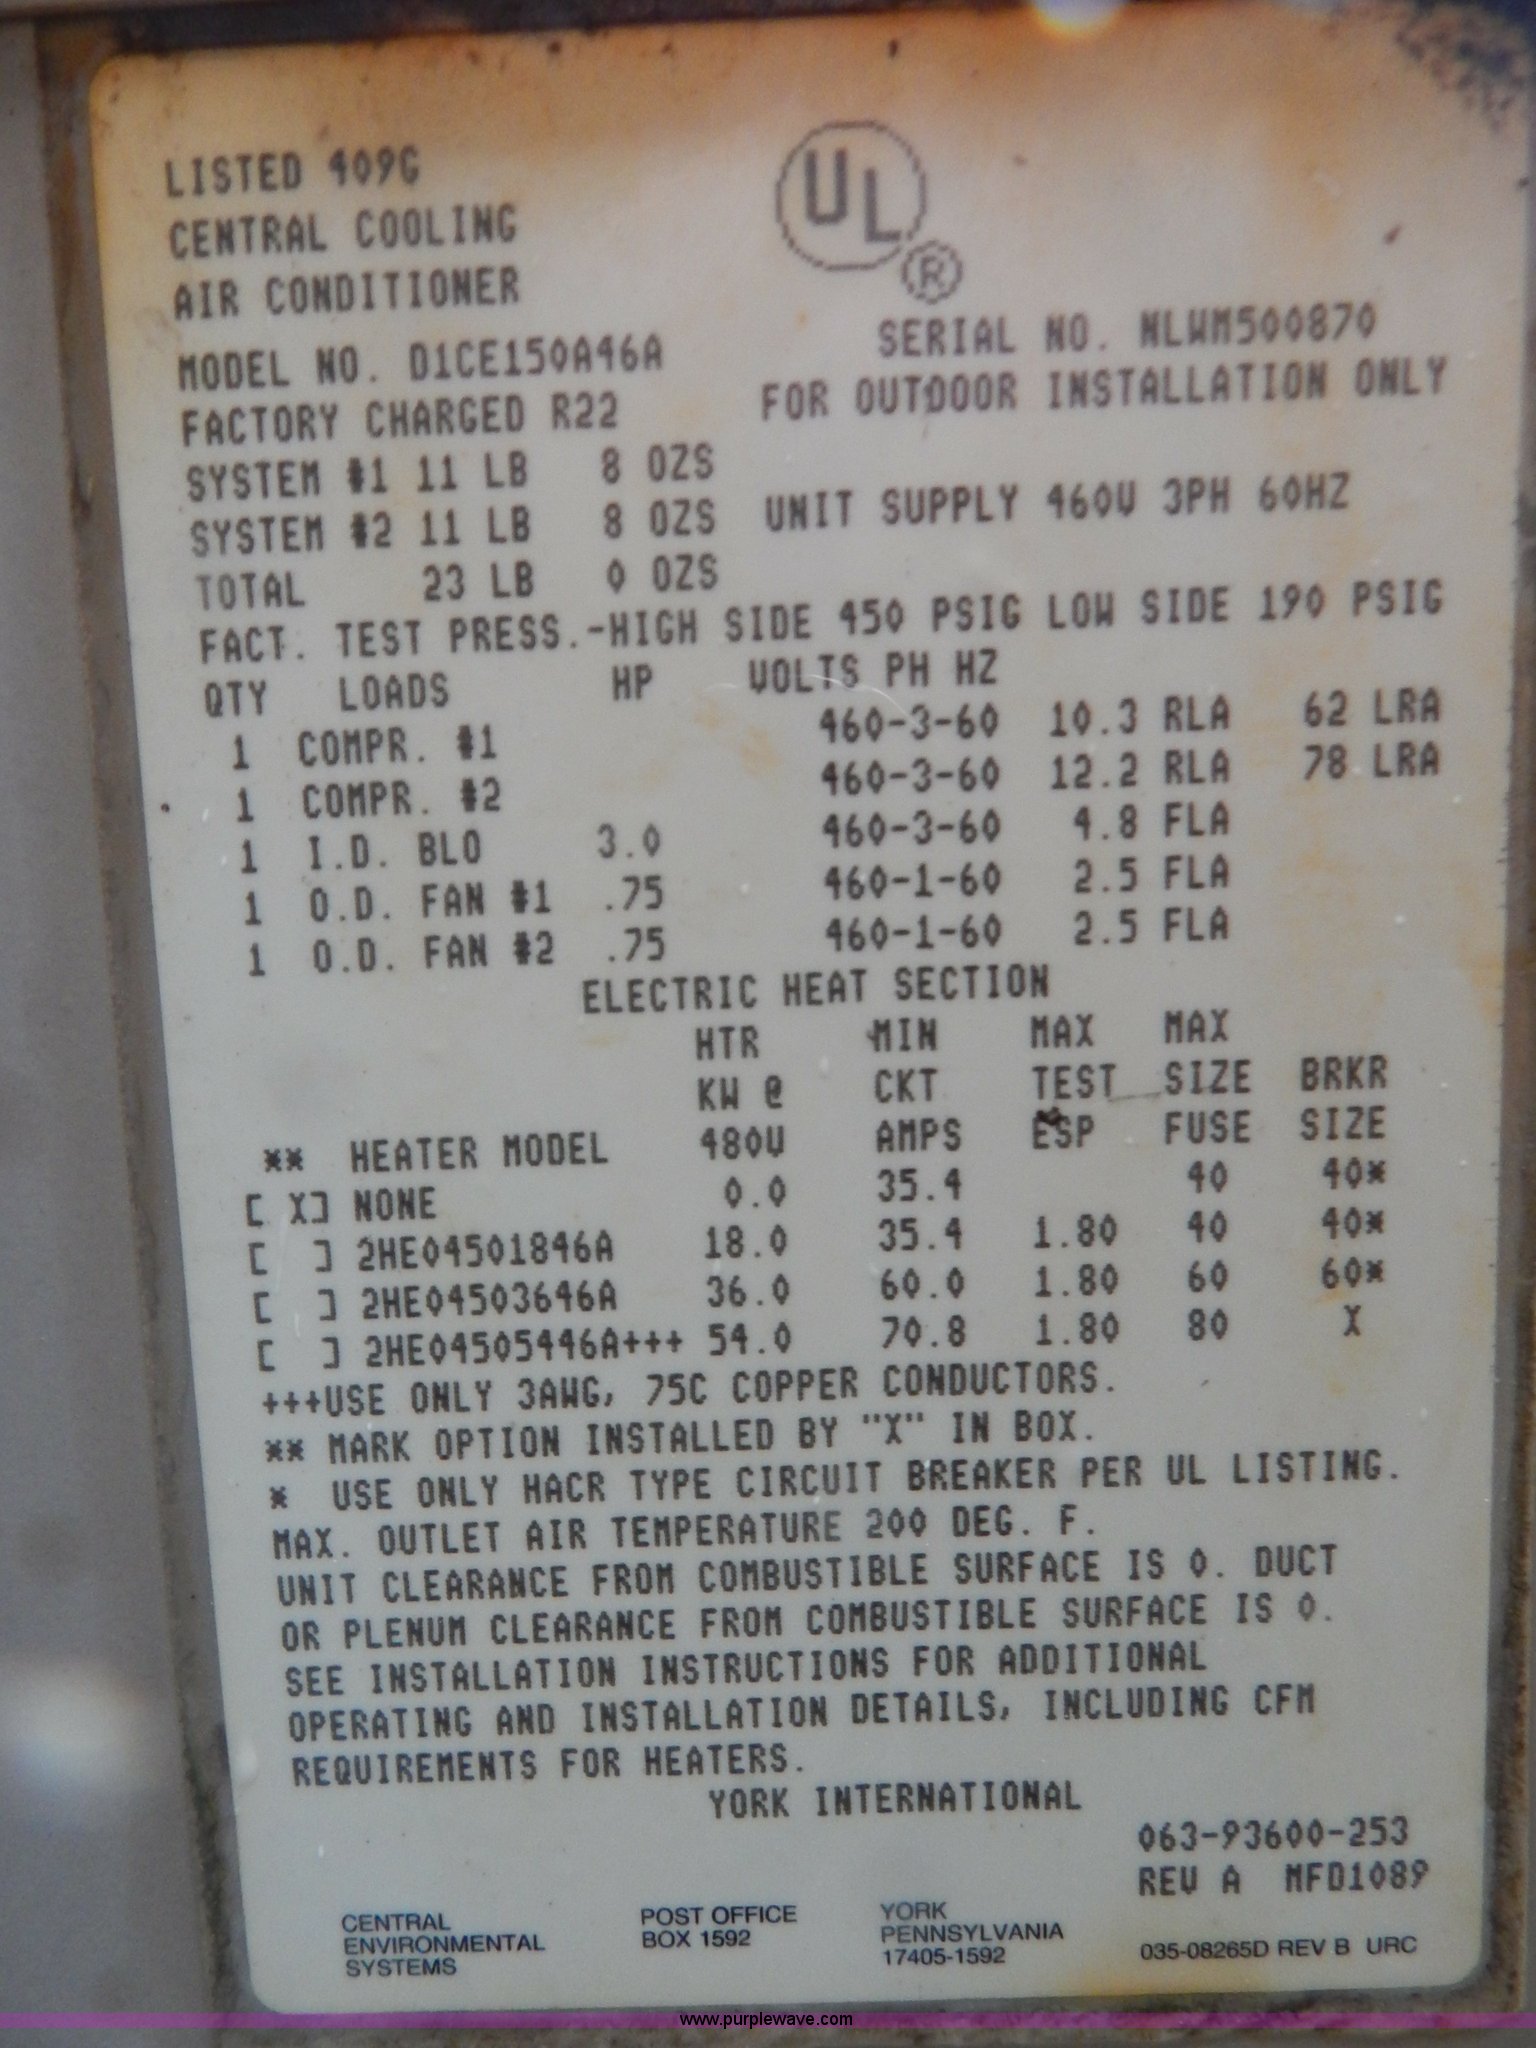 LISTED 409G
CENTRAL COOLING
AIR CONDITIONER
UL
®
MODEL NO. D1CE150A46A SERIAL NO. NLWM500870
FACTORY CHARGED R22 FOR OUTDOOR INSTALLATION ONLY
SYSTEM #1 11 LB 8 OZS
SYSTEM #2 11 LB 8 OZS UNIT SUPPLY 460V 3PH 60HZ
TOTAL 23 LB 0 OZS
FACT. TEST PRESS.-HIGH SIDE 450 PSIG LOW SIDE 190 PSIG
QTY LOADS HP VOLTS PH HZ
1 COMPR. #1 460-3-60 10.3 RLA 62 LRA
1 COMPR. #2 460-3-60 12.2 RLA 78 LRA
1 I.D. BLO 3.0 460-3-60 4.8 FLA
1 O.D. FAN #1 .75 460-1-60 2.5 FLA
1 O.D. FAN #2 .75 460-1-60 2.5 FLA
ELECTRIC HEAT SECTION
HTR MIN MAX MAX
KW @ CKT TEST SIZE BRKR
** HEATER MODEL 480V AMPS ESP FUSE SIZE
[ X] NONE 0.0 35.4 40 40*
[ ] 2HE04501846A 18.0 35.4 1.80 40 40*
[ ] 2HE04503646A 36.0 60.0 1.80 60 60*
[ ] 2HE04505446A+++ 54.0 70.8 1.80 80 X
+++USE ONLY 3AWG, 75C COPPER CONDUCTORS.
** MARK OPTION INSTALLED BY "X" IN BOX.
* USE ONLY HACR TYPE CIRCUIT BREAKER PER UL LISTING.
MAX. OUTLET AIR TEMPERATURE 200 DEG. F.
UNIT CLEARANCE FROM COMBUSTIBLE SURFACE IS 0. DUCT
OR PLENUM CLEARANCE FROM COMBUSTIBLE SURFACE IS 0.
SEE INSTALLATION INSTRUCTIONS FOR ADDITIONAL
OPERATING AND INSTALLATION DETAILS, INCLUDING CFM
REQUIREMENTS FOR HEATERS.
YORK INTERNATIONAL
063-93600-253
REV A MFD1089
CENTRAL POST OFFICE YORK
ENVIRONMENTAL BOX 1592 PENNSYLVANIA
SYSTEMS 17405-1592 035-08265D REV B URC
www.purplewave.com